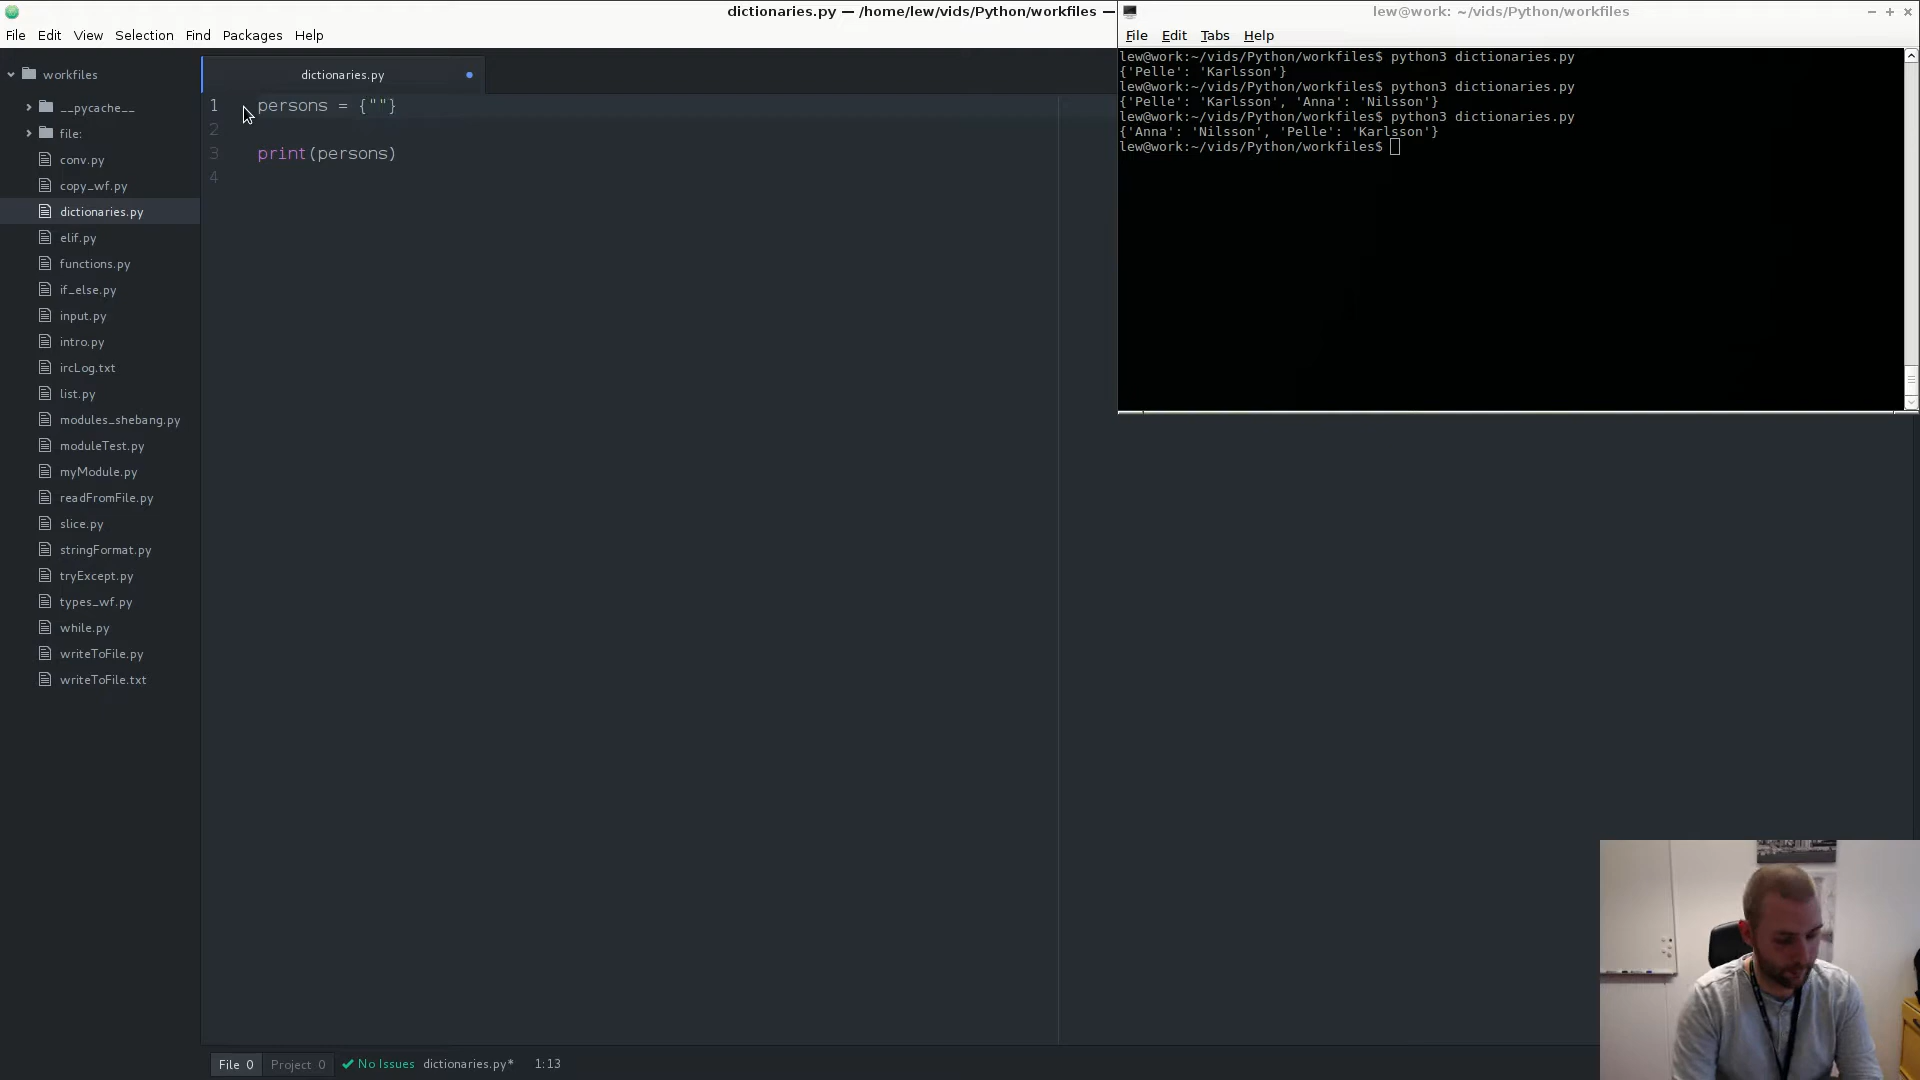 dictionaries.py — /home/lew/vids/Python/workfiles —
File Edit View Selection Find Packages Help
workfiles
__pycache__
file:
conv.py
copy_wf.py
dictionaries.py
elif.py
functions.py
if_else.py
input.py
intro.py
ircLog.txt
list.py
modules_shebang.py
moduleTest.py
myModule.py
readFromFile.py
slice.py
stringFormat.py
tryExcept.py
types_wf.py
while.py
writeToFile.py
writeToFile.txt
dictionaries.py
1 persons = {""}
2
3 print(persons)
4
File 0 Project 0 No Issues dictionaries.py* 1:13
lew@work: ~/vids/Python/workfiles
File Edit Tabs Help
lew@work:~/vids/Python/workfiles$ python3 dictionaries.py
{'Pelle': 'Karlsson'}
lew@work:~/vids/Python/workfiles$ python3 dictionaries.py
{'Pelle': 'Karlsson', 'Anna': 'Nilsson'}
lew@work:~/vids/Python/workfiles$ python3 dictionaries.py
{'Anna': 'Nilsson', 'Pelle': 'Karlsson'}
lew@work:~/vids/Python/workfiles$